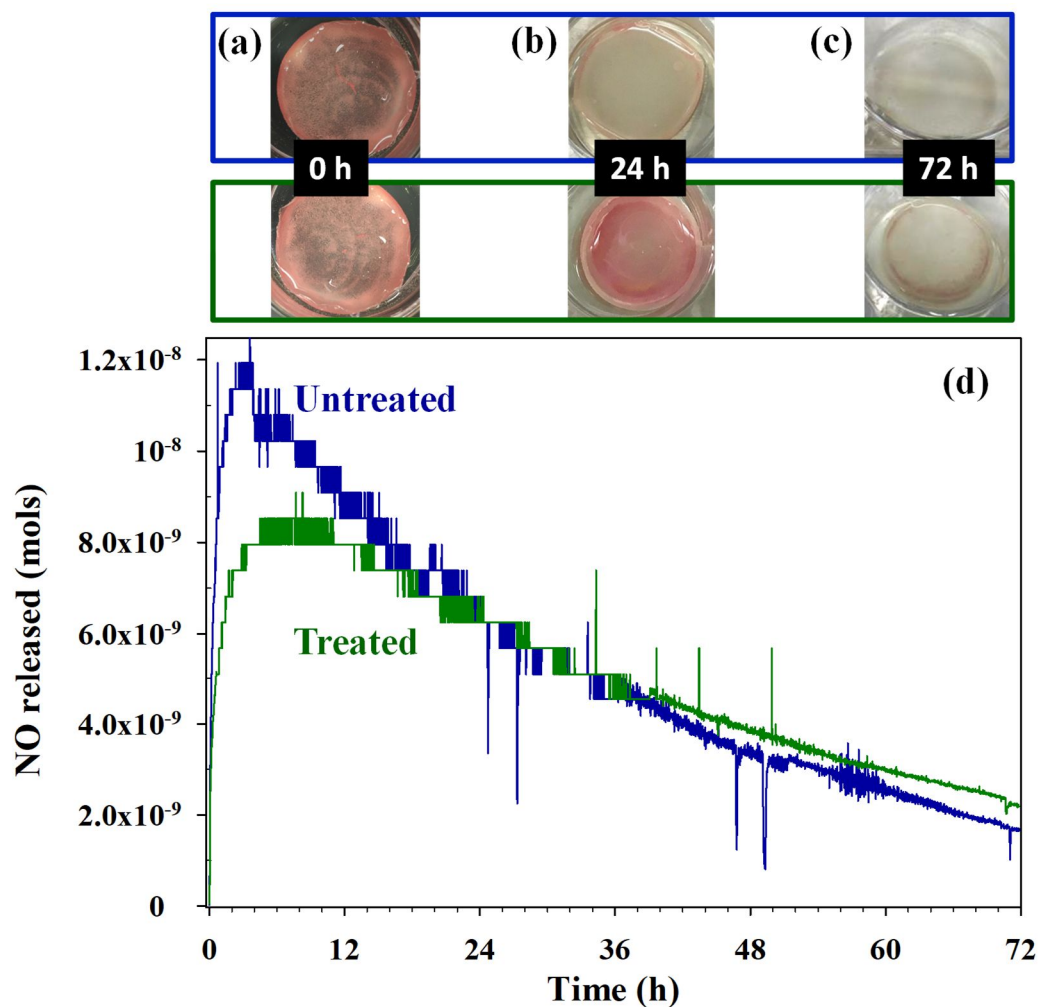 (a)
(b)
(c)
0 h
24 h
72 h
(d)
Untreated
Treated
NO released (mols)
1.2x10⁻⁸
10⁻⁸
8.0x10⁻⁹
6.0x10⁻⁹
4.0x10⁻⁹
2.0x10⁻⁹
0
0 12 24 36 48 60 72
Time (h)